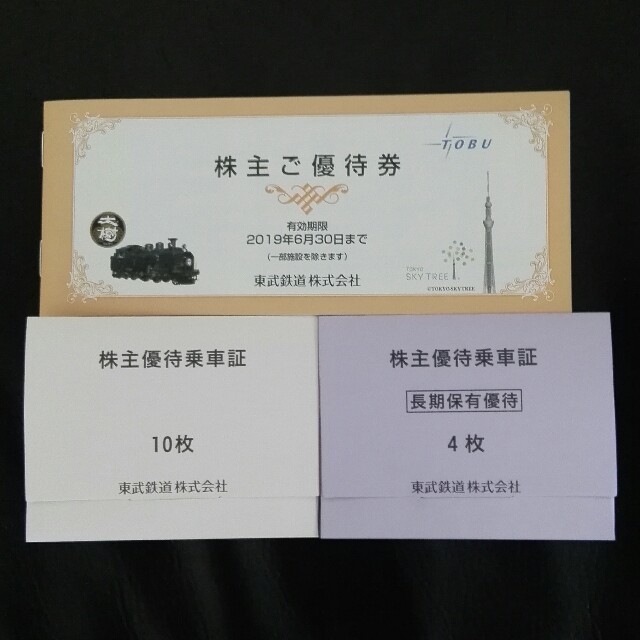 TOBU
株主ご優待券
有効期限
2019年6月30日まで
(一部施設を除きます)
東武鉄道株式会社
大樹
TOKYO
SKY TREE
©TOKYO-SKYTREE
株主優待乗車証
10枚
東武鉄道株式会社
株主優待乗車証
長期保有優待
4枚
東武鉄道株式会社